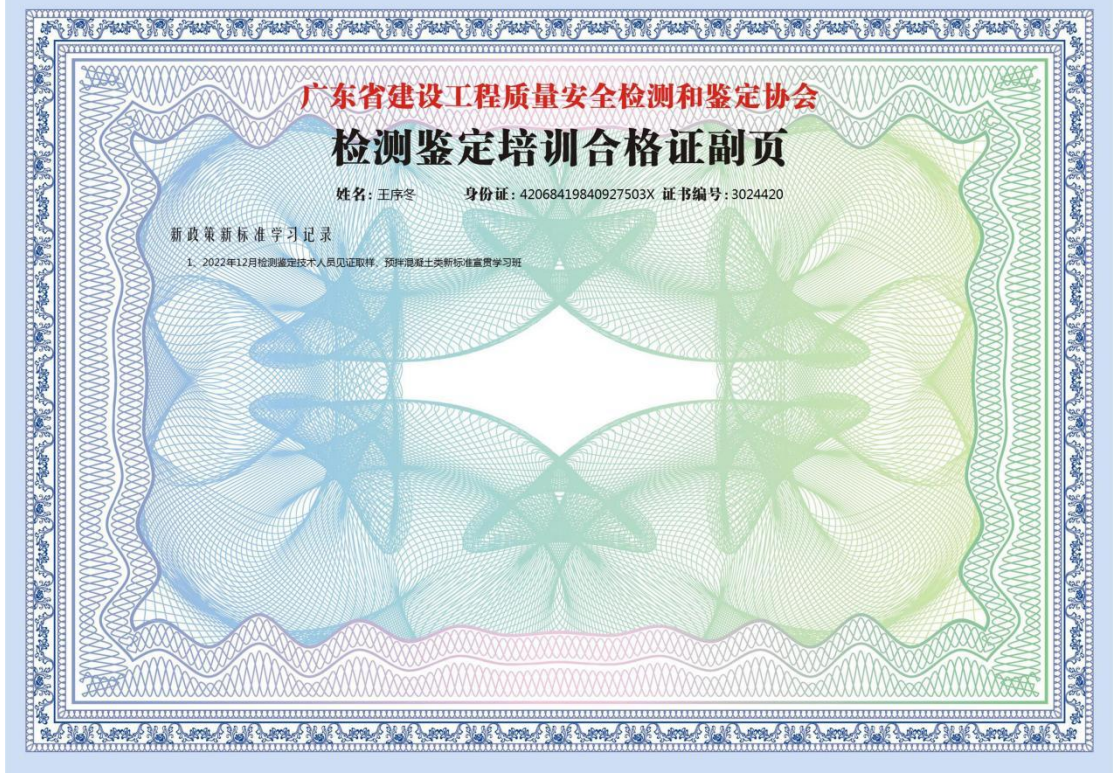 广东省建设工程质量安全检测和鉴定协会
检测鉴定培训合格证副页
姓名：王序冬 身份证：42068419840927503X 证书编号：3024420
新政策新标准学习记录
1、2022年12月检测鉴定技术人员见证取样、预拌混凝土类新标准宣贯学习班